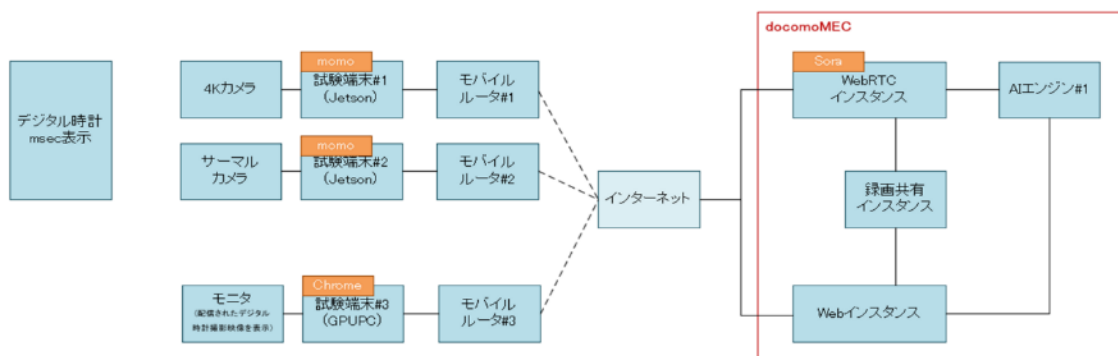 docomoMEC
デジタル時計
msec表示
4Kカメラ
momo
試験端末#1
(Jetson)
モバイル
ルータ#1
Sora
WebRTC
インスタンス
AIエンジン#1
サーマル
カメラ
momo
試験端末#2
(Jetson)
モバイル
ルータ#2
インターネット
録画共有
インスタンス
モニタ
(配信されたデジタル
時計撮影映像を表示)
Chrome
試験端末#3
(GPUPC)
モバイル
ルータ#3
Webインスタンス